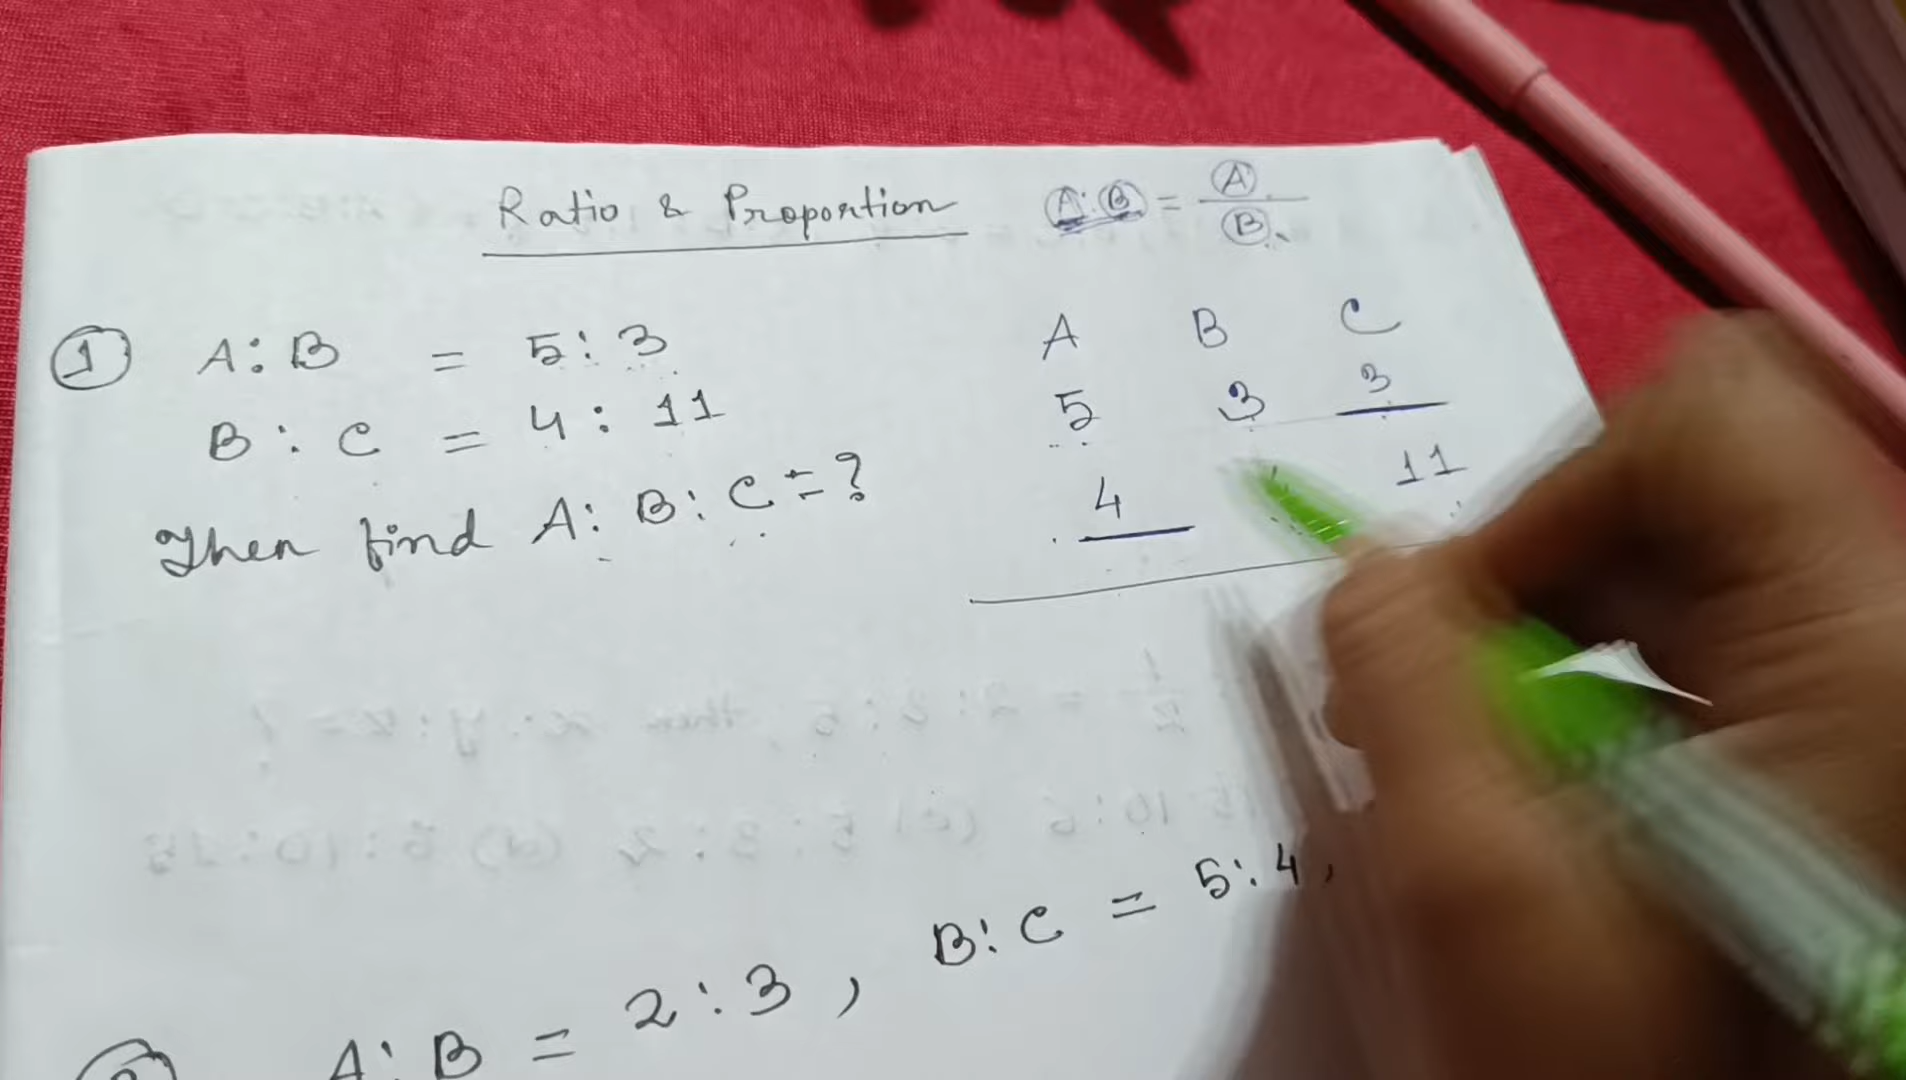 Ratio & Proportion
A:B = A/B
① A:B = 5:3
B:C = 4:11
Then find A:B:C=?
A B C
5 3 3
4 11
B:C = 5:4,
A:B = 2:3,